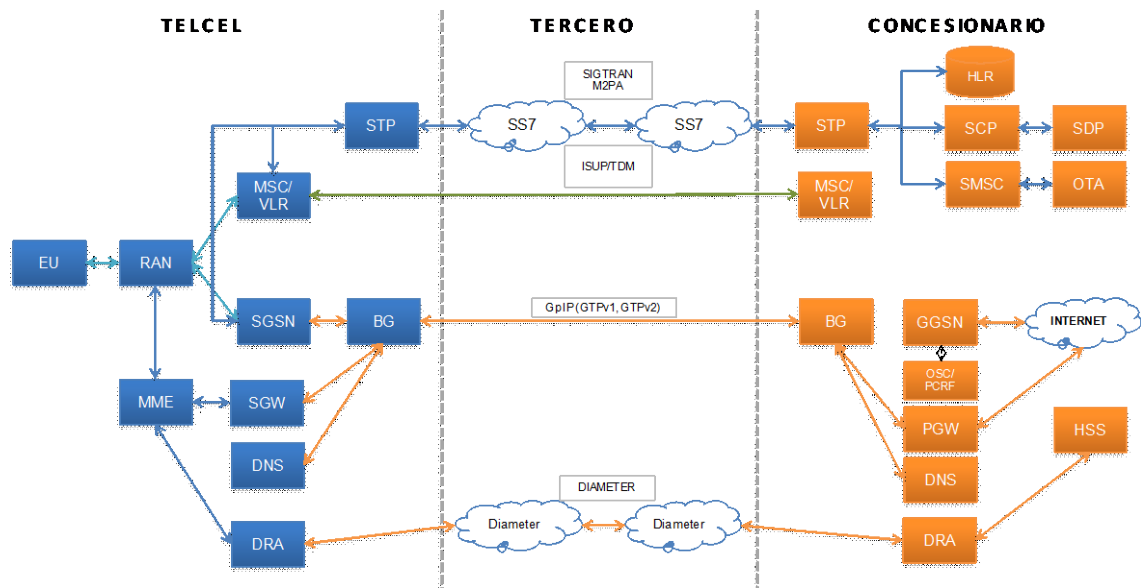 TELCEL
TERCERO
CONCESIONARIO
SIGTRAN
M2PA
HLR
STP
SS7
SS7
STP
SCP
SDP
ISUP/TDM
MSC/
VLR
MSC/
VLR
SMSC
OTA
EU
RAN
GpIP (GTPv1, GTPv2)
SGSN
BG
BG
GGSN
INTERNET
OSC/
PCRF
MME
SGW
PGW
HSS
DNS
DNS
DIAMETER
Diameter
Diameter
DRA
DRA